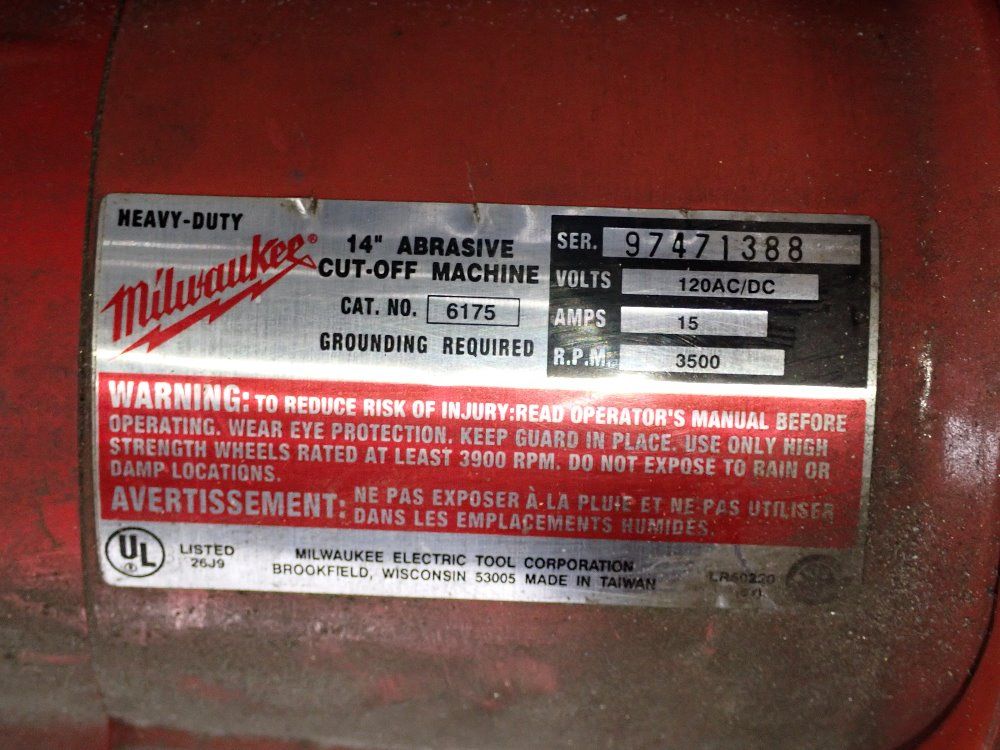 HEAVY-DUTY
Milwaukee®
14" ABRASIVE
CUT-OFF MACHINE
CAT. NO. 6175
GROUNDING REQUIRED
SER. 97471388
VOLTS 120AC/DC
AMPS 15
R.P.M. 3500
WARNING: TO REDUCE RISK OF INJURY:READ OPERATOR'S MANUAL BEFORE
OPERATING. WEAR EYE PROTECTION. KEEP GUARD IN PLACE. USE ONLY HIGH
STRENGTH WHEELS RATED AT LEAST 3900 RPM. DO NOT EXPOSE TO RAIN OR
DAMP LOCATIONS.
AVERTISSEMENT: NE PAS EXPOSER À LA PLUIE ET NE PAS UTILISER
DANS LES EMPLACEMENTS HUMIDES.
UL ®
LISTED
26J9
MILWAUKEE ELECTRIC TOOL CORPORATION
BROOKFIELD, WISCONSIN 53005 MADE IN TAIWAN